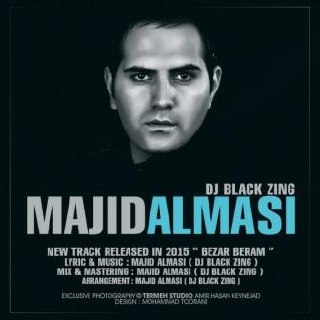 DJ BLACK ZING
MAJIDALMASI
NEW TRACK RELEASED IN 2015 “ BEZAR BERAM ”
LYRIC & MUSIC : MAJID ALMASI ( DJ BLACK ZING )
MIX & MASTERING : MAJID ALMASI ( DJ BLACK ZING )
ARRANGEMENT : MAJID ALMASI ( DJ BLACK ZING )
EXCLUSIVE PHOTOGRAPHY @ TERMEH STUDIO AMIR HASAN KEYNEJAD
DESIGN : MOHAMMAD TOORANI